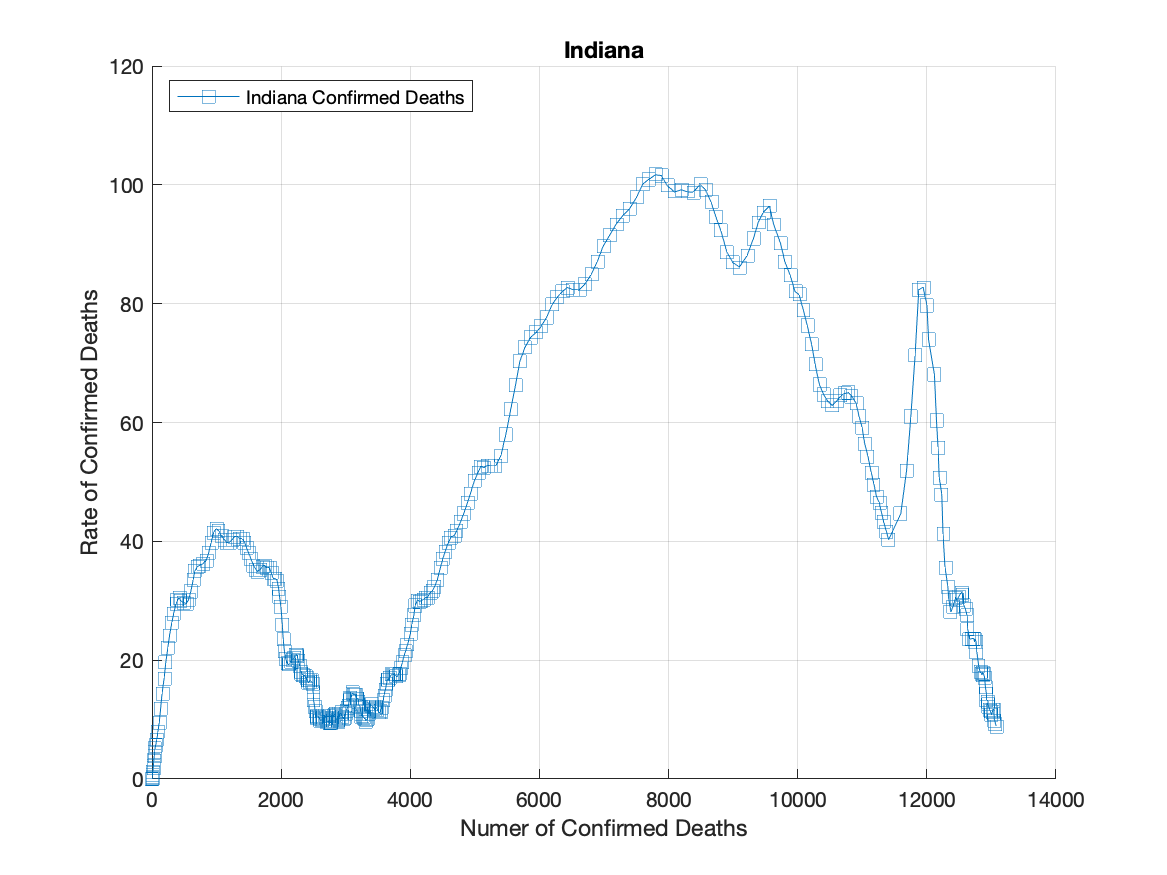 Indiana
Indiana Confirmed Deaths
120
100
80
60
40
20
0
Rate of Confirmed Deaths
0 2000 4000 6000 8000 10000 12000 14000
Numer of Confirmed Deaths